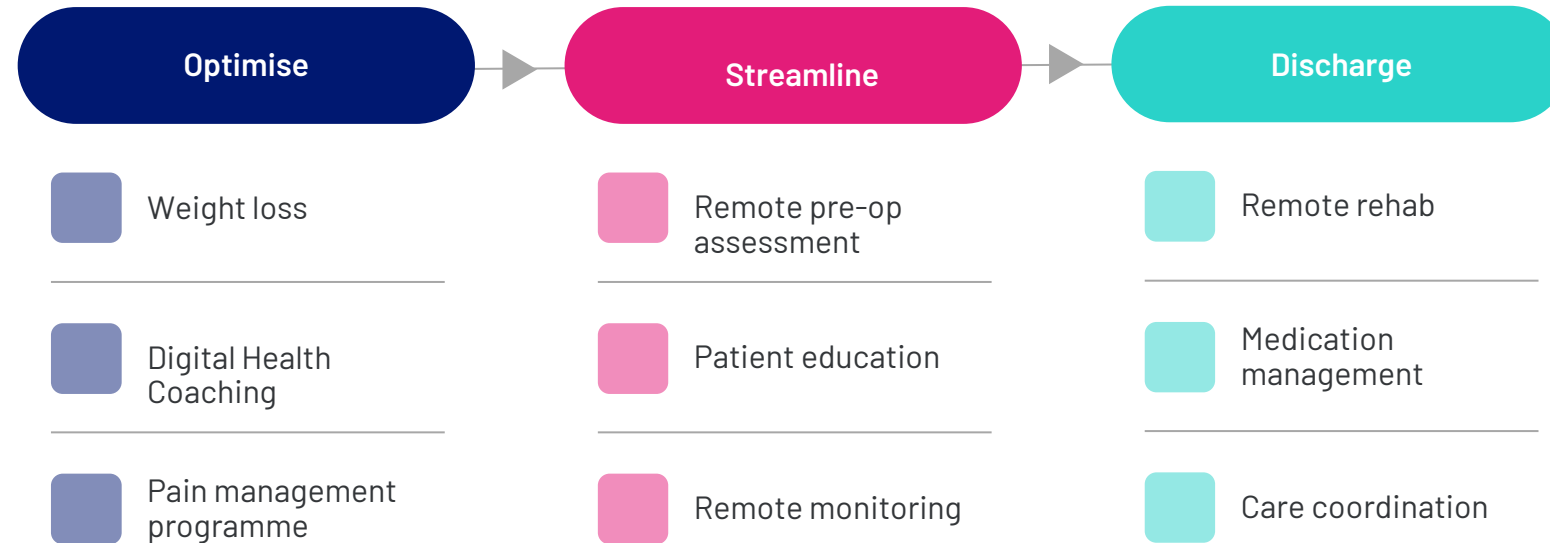 Optimise
Streamline
Discharge
Weight loss
Remote pre-op
assessment
Remote rehab
Digital Health
Coaching
Patient education
Medication
management
Pain management
programme
Remote monitoring
Care coordination